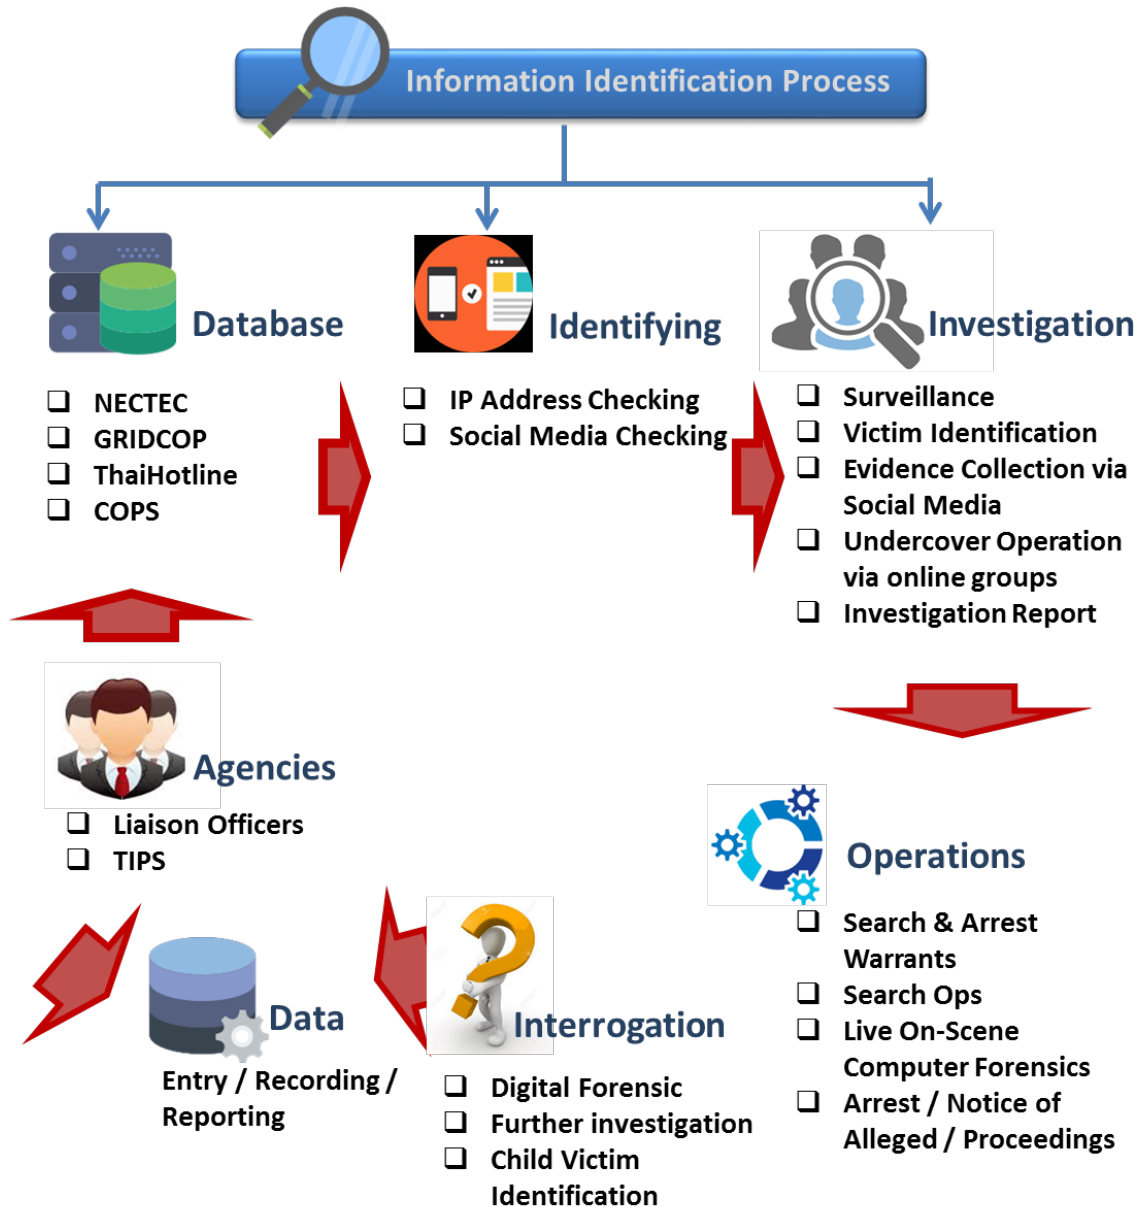 Information Identification Process
Database
NECTEC
GRIDCOP
ThaiHotline
COPS
Identifying
IP Address Checking
Social Media Checking
Investigation
Surveillance
Victim Identification
Evidence Collection via
Social Media
Undercover Operation
via online groups
Investigation Report
Agencies
Liaison Officers
TIPS
Operations
Search & Arrest
Warrants
Search Ops
Live On-Scene
Computer Forensics
Arrest / Notice of
Alleged / Proceedings
Data
Entry / Recording /
Reporting
Interrogation
Digital Forensic
Further investigation
Child Victim
Identification